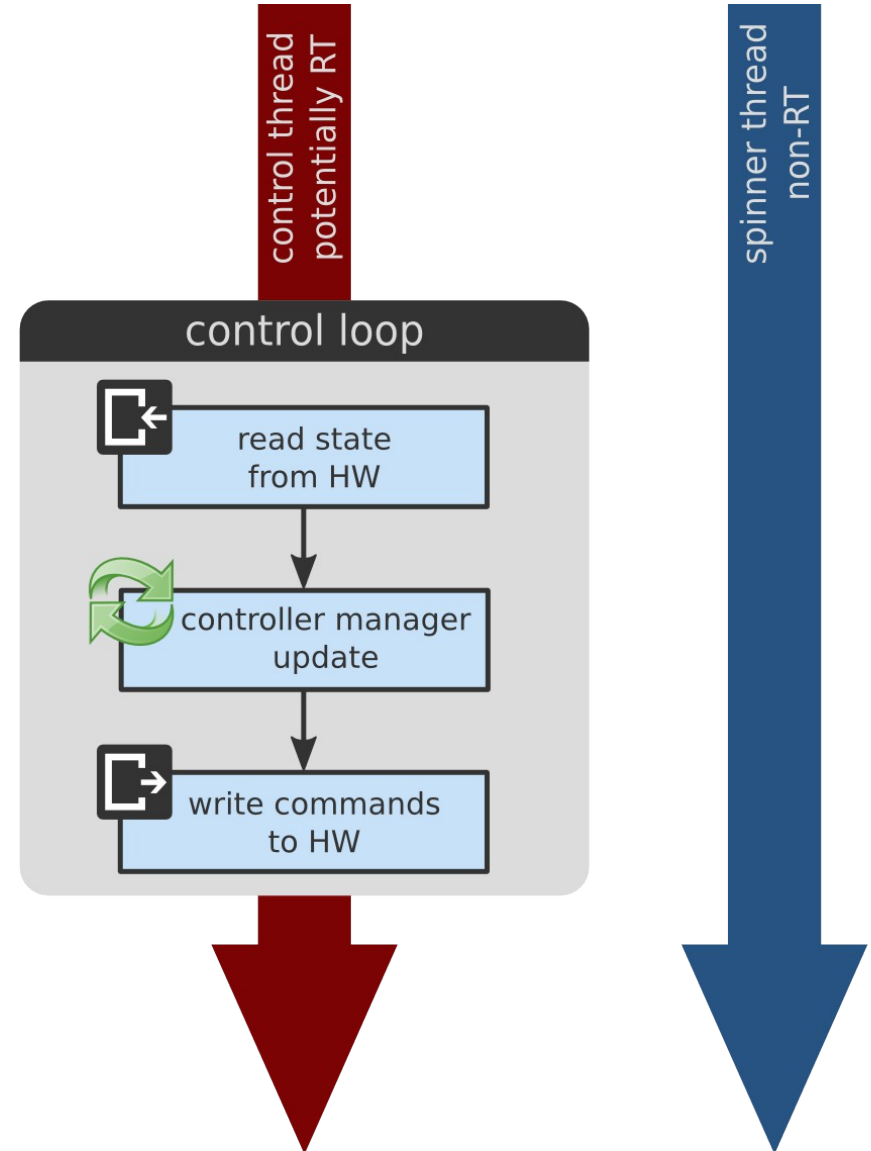 control thread
potentially RT
spinner thread
non-RT
control loop
read state
from HW
controller manager
update
write commands
to HW